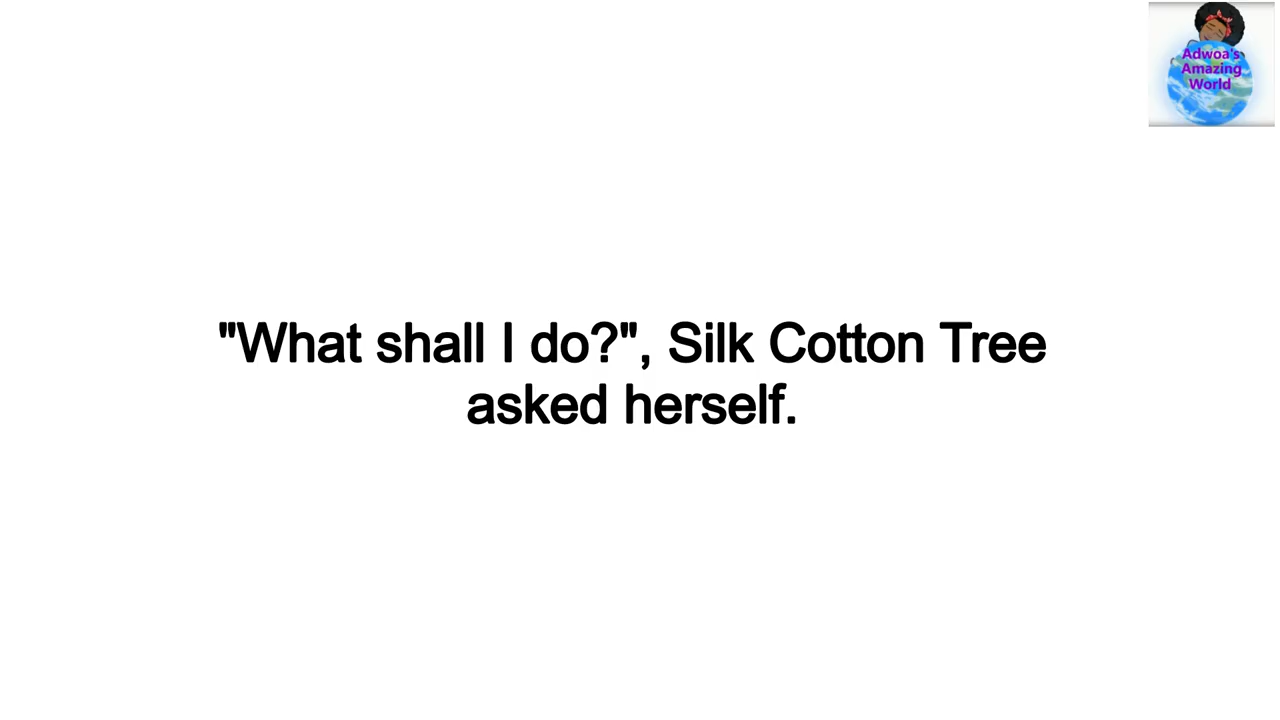 Adwoa's
Amazing
World
"What shall I do?", Silk Cotton Tree
asked herself.